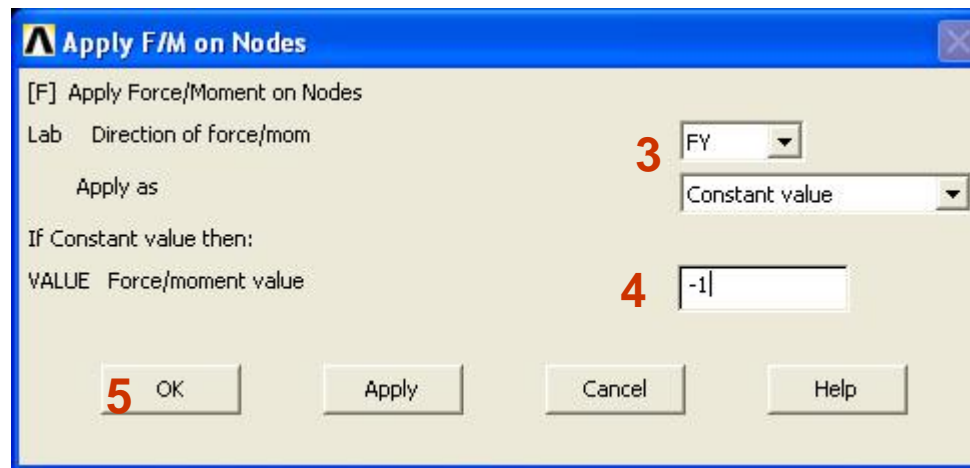 Apply F/M on Nodes
[F] Apply Force/Moment on Nodes
Lab Direction of force/mom 3 FY
Apply as Constant value
If Constant value then:
VALUE Force/moment value 4 -1
5 OK Apply Cancel Help